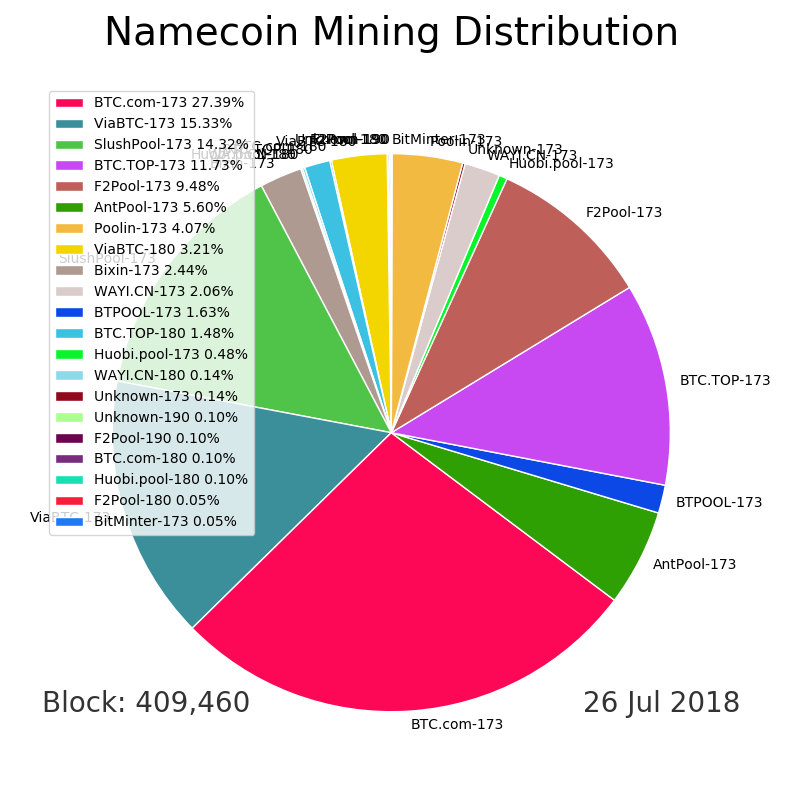 Namecoin Mining Distribution
BTC.com-173 27.39%
ViaBTC-173 15.33%
SlushPool-173 14.32%
BTC.TOP-173 11.73%
F2Pool-173 9.48%
AntPool-173 5.60%
Poolin-173 4.07%
ViaBTC-180 3.21%
Bixin-173 2.44%
WAYI.CN-173 2.06%
BTPOOL-173 1.63%
BTC.TOP-180 1.48%
Huobi.pool-173 0.48%
WAYI.CN-180 0.14%
Unknown-173 0.14%
Unknown-190 0.10%
F2Pool-190 0.10%
BTC.com-180 0.10%
Huobi.pool-180 0.10%
F2Pool-180 0.05%
BitMinter-173 0.05%
BitMinter-173
Poolin-173
Unknown-173
WAYI.CN-173
Huobi.pool-173
F2Pool-173
BTC.TOP-173
BTPOOL-173
AntPool-173
BTC.com-173
ViaBTC-173
SlushPool-173
Block: 409,460
26 Jul 2018